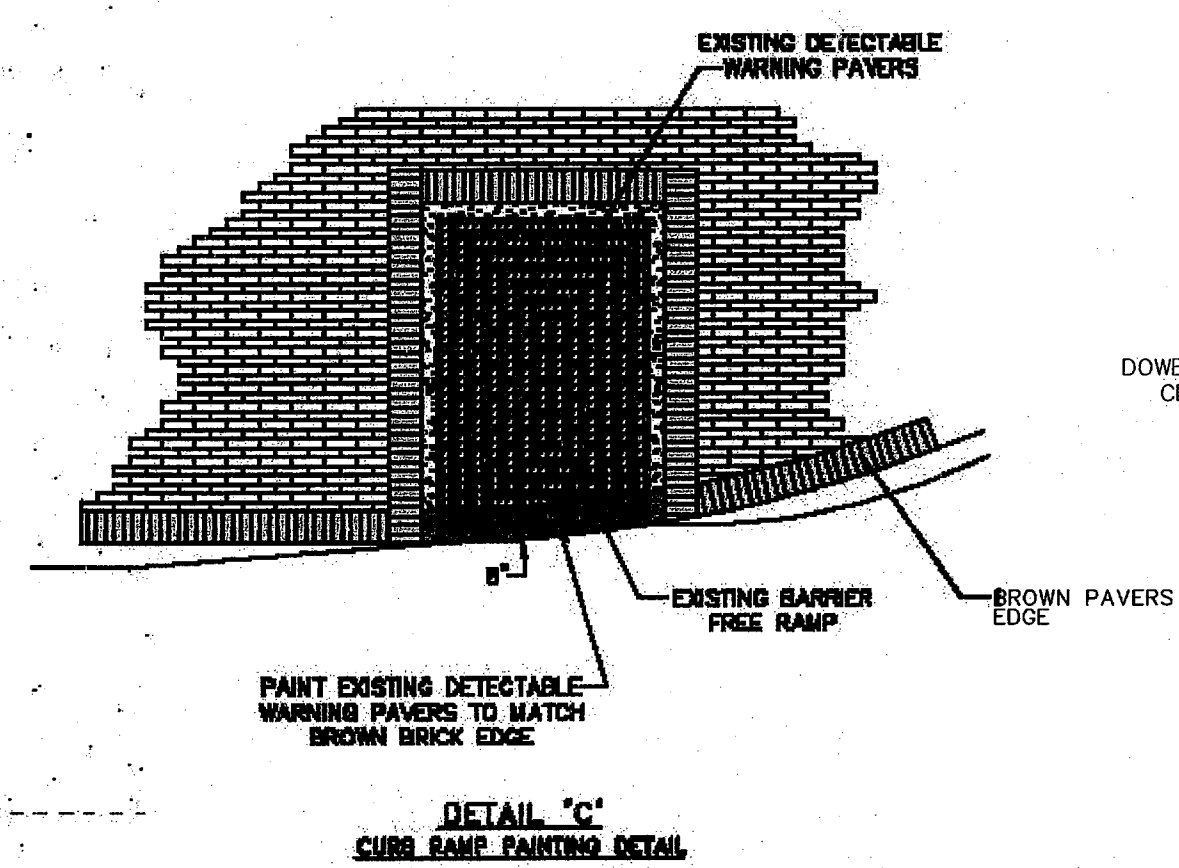 EXISTING DETECTABLE
WARNING PAVERS
EXISTING BARRIER
FREE RAMP
BROWN PAVERS
EDGE
PAINT EXISTING DETECTABLE
WARNING PAVERS TO MATCH
BROWN BRICK EDGE
DETAIL "C"
CURB RAMP PAINTING DETAIL